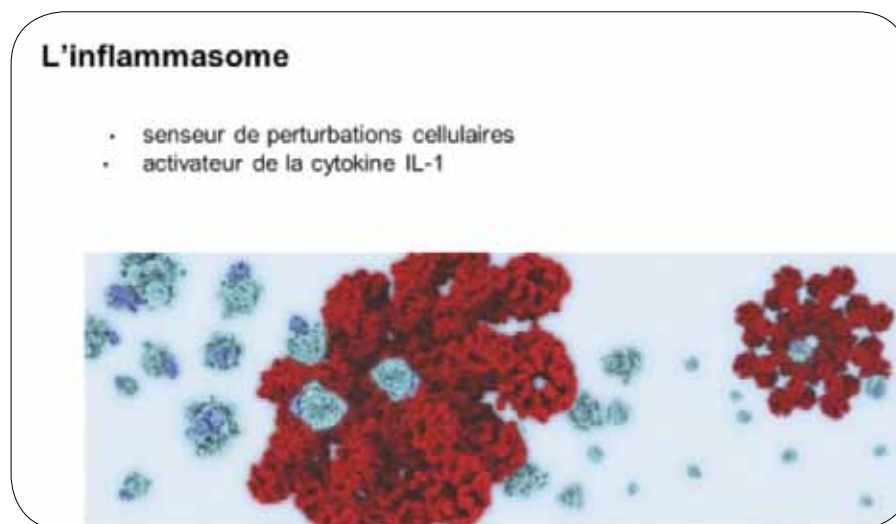 L'inflammasome
• senseur de perturbations cellulaires
• activateur de la cytokine IL-1